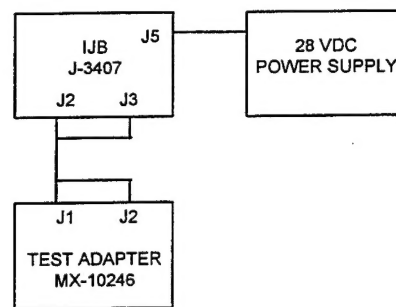 IJB
J-3407
J5
J2 J3
28 VDC
POWER SUPPLY
J1 J2
TEST ADAPTER
MX-10246